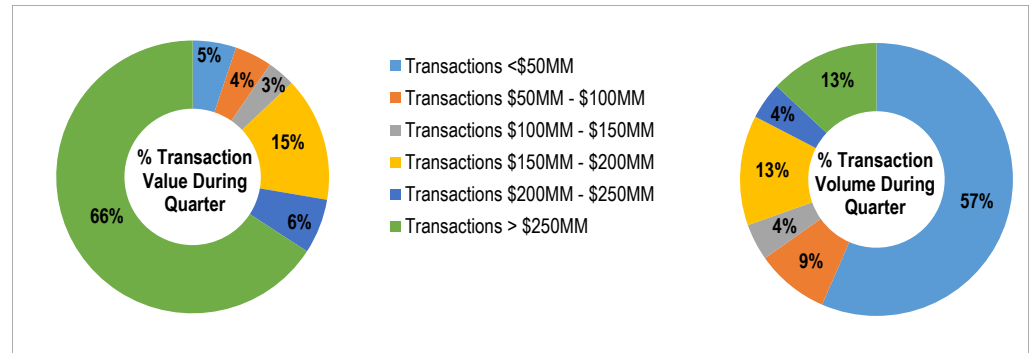 5%
4%
3%
15%
6%
66%
% Transaction
Value During
Quarter
Transactions <$50MM
Transactions $50MM - $100MM
Transactions $100MM - $150MM
Transactions $150MM - $200MM
Transactions $200MM - $250MM
Transactions > $250MM
13%
4%
13%
4%
9%
57%
% Transaction
Volume During
Quarter